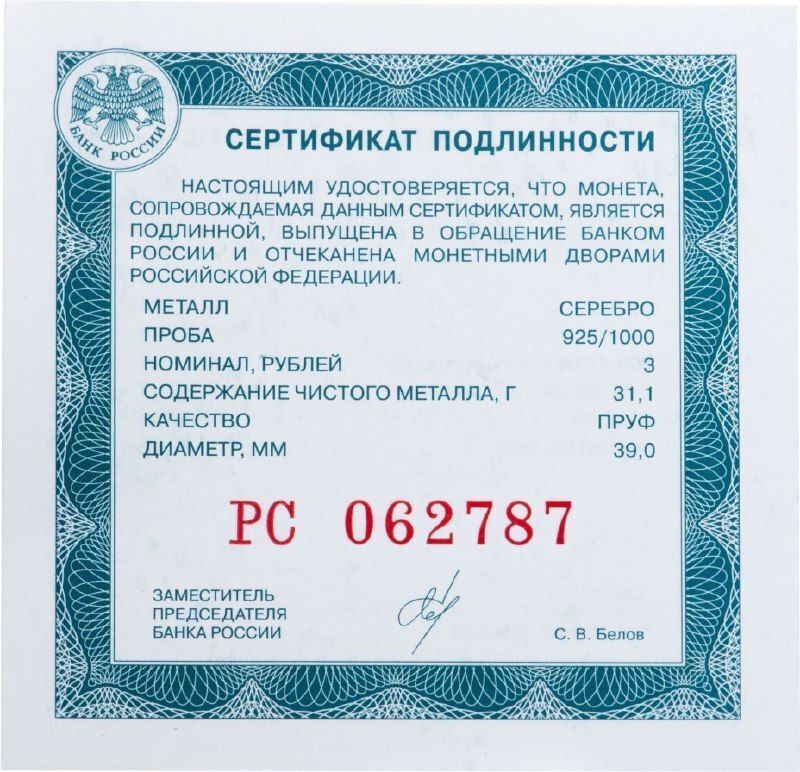 БАНК РОССИИ
СЕРТИФИКАТ ПОДЛИННОСТИ
НАСТОЯЩИМ УДОСТОВЕРЯЕТСЯ, ЧТО МОНЕТА,
СОПРОВОЖДАЕМАЯ ДАННЫМ СЕРТИФИКАТОМ, ЯВЛЯЕТСЯ
ПОДЛИННОЙ, ВЫПУЩЕНА В ОБРАЩЕНИЕ БАНКОМ
РОССИИ И ОТЧЕКАНЕНА МОНЕТНЫМИ ДВОРАМИ
РОССИЙСКОЙ ФЕДЕРАЦИИ.
МЕТАЛЛ СЕРЕБРО
ПРОБА 925/1000
НОМИНАЛ, РУБЛЕЙ 3
СОДЕРЖАНИЕ ЧИСТОГО МЕТАЛЛА, Г 31,1
КАЧЕСТВО ПРУФ
ДИАМЕТР, ММ 39,0
РС 062787
ЗАМЕСТИТЕЛЬ
ПРЕДСЕДАТЕЛЯ
БАНКА РОССИИ
С. В. Белов